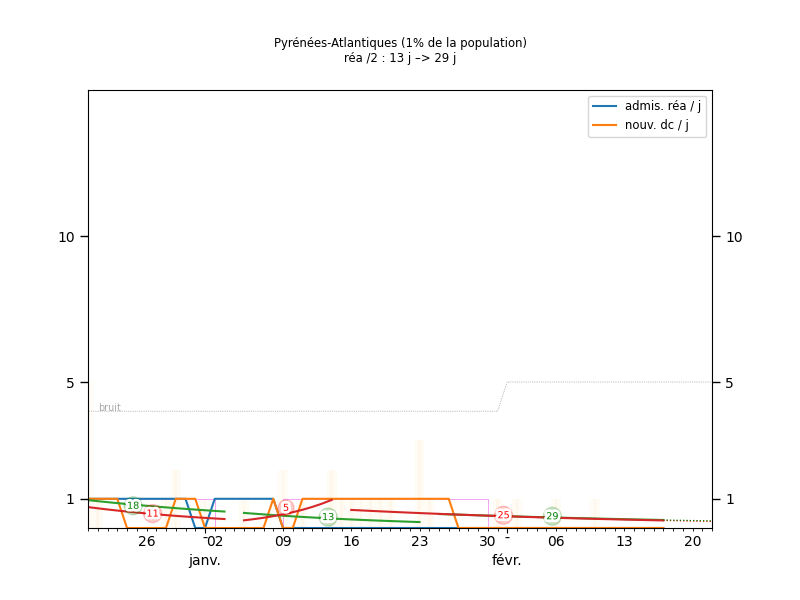 Pyrénées-Atlantiques (1% de la population)
réa /2 : 13 j –> 29 j
admis. réa / j
nouv. dc / j
10 10
5 5
bruit
1 1
18 11 5 13 25 29
26 02 09 16 23 30 06 13 20
janv. févr.